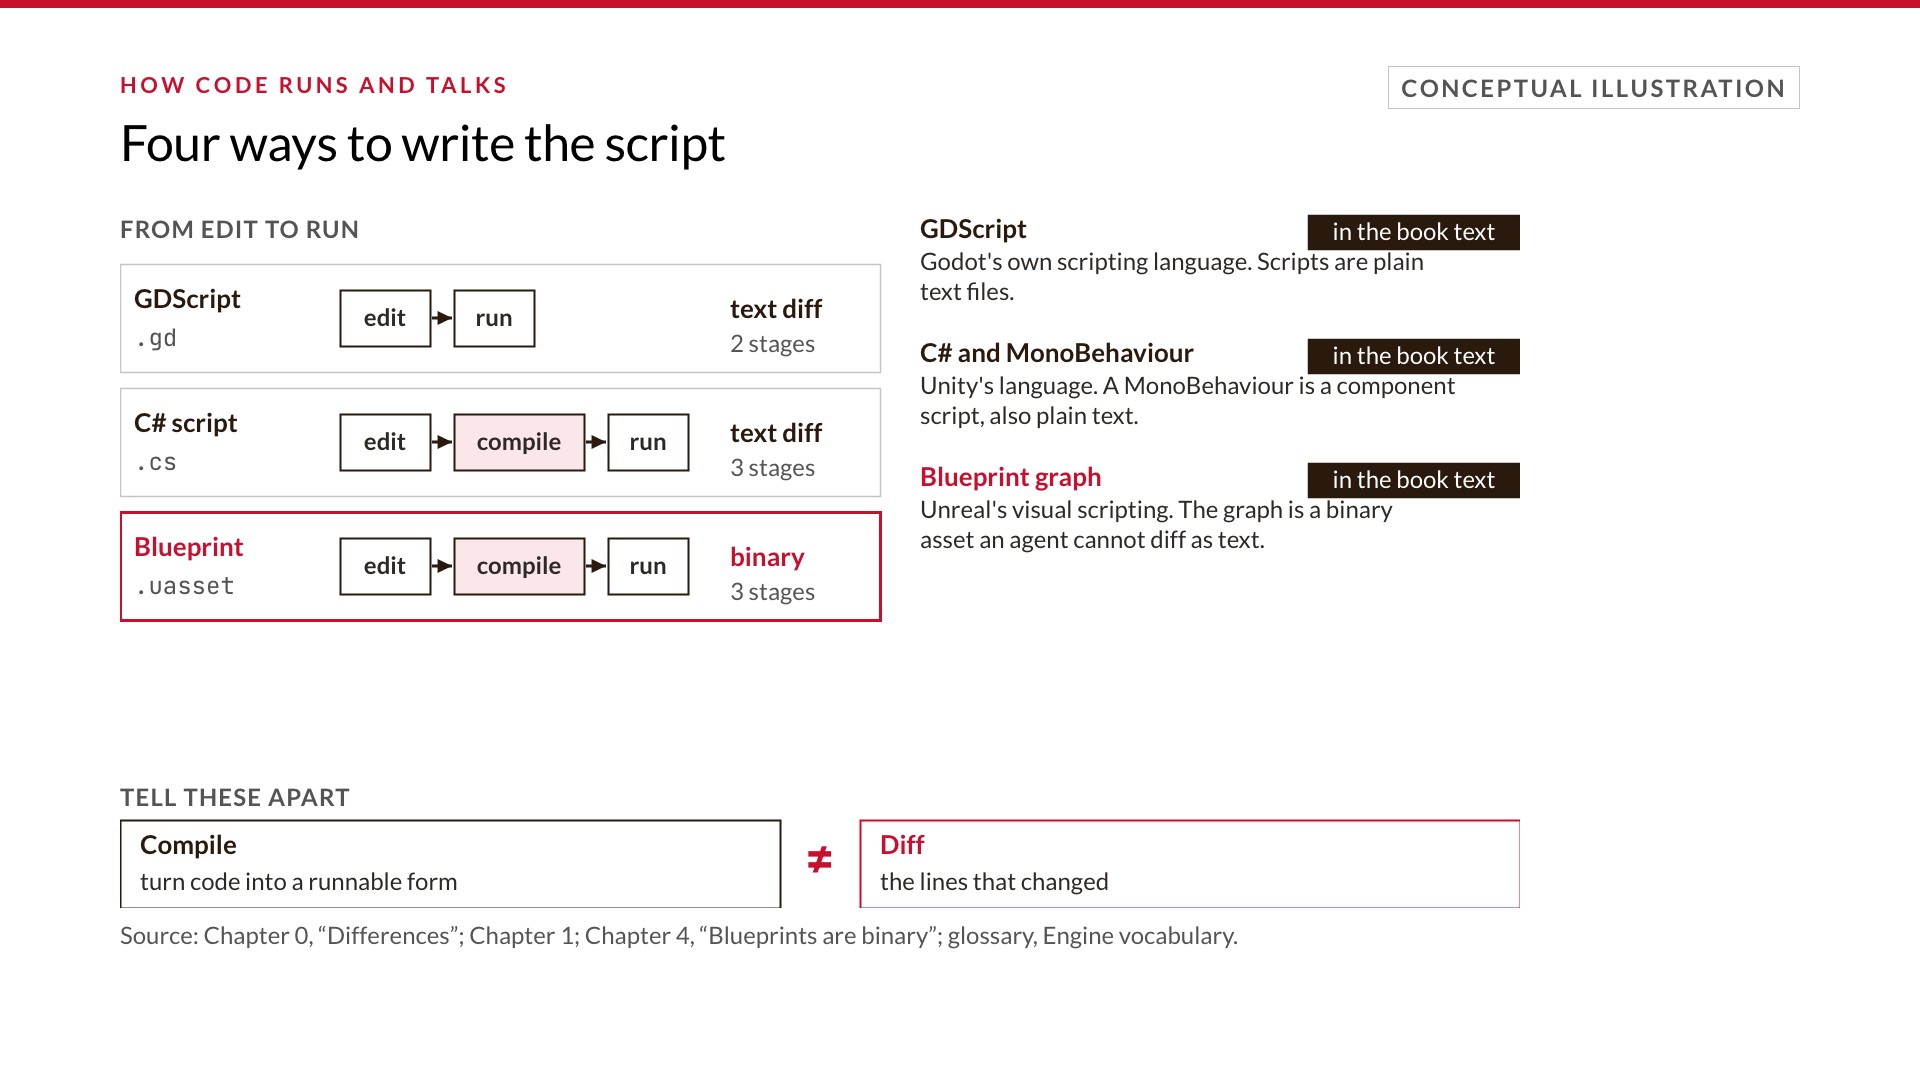 HOW CODE RUNS AND TALKS
CONCEPTUAL ILLUSTRATION
Four ways to write the script
FROM EDIT TO RUN
GDScript
.gd
edit
run
text diff
2 stages
C# script
.cs
edit
compile
run
text diff
3 stages
Blueprint
.uasset
edit
compile
run
binary
3 stages
GDScript
in the book text
Godot's own scripting language. Scripts are plain
text files.
C# and MonoBehaviour
in the book text
Unity's language. A MonoBehaviour is a component
script, also plain text.
Blueprint graph
in the book text
Unreal's visual scripting. The graph is a binary
asset an agent cannot diff as text.
TELL THESE APART
Compile
turn code into a runnable form
≠
Diff
the lines that changed
Source: Chapter 0, “Differences”; Chapter 1; Chapter 4, “Blueprints are binary”; glossary, Engine vocabulary.